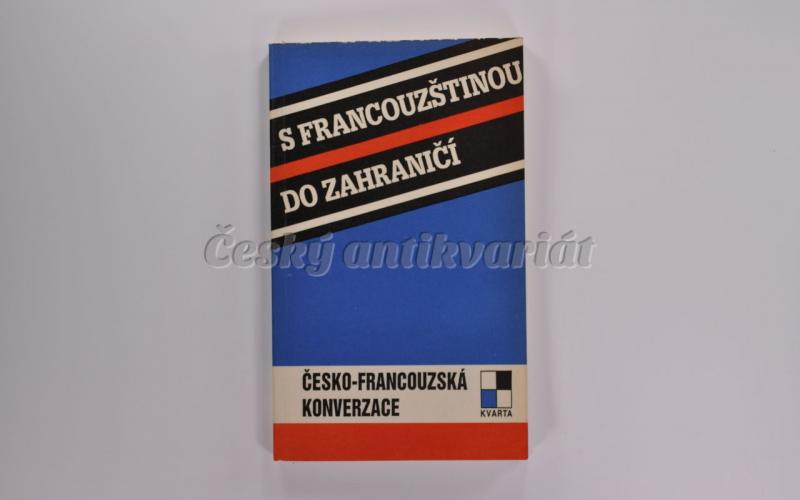 S FRANCOUZŠTINOU
DO ZAHRANIČÍ
Český antikvariát
ČESKO-FRANCOUZSKÁ
KONVERZACE
KVARTA